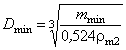 D_min = ∛(m_min / 0,524ρ_m2)